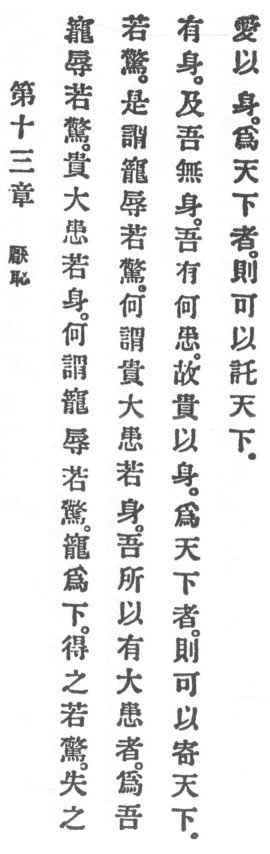 第十三章 厭恥
寵辱若驚。貴大患若身。何謂寵辱若驚。寵爲下。得之若驚。失之
若驚。是謂寵辱若驚。何謂貴大患若身。吾所以有大患者。爲吾
有身。及吾無身。吾有何患。故貴以身。爲天下者。則可以寄天下.
愛以身。爲天下者。則可以託天下.